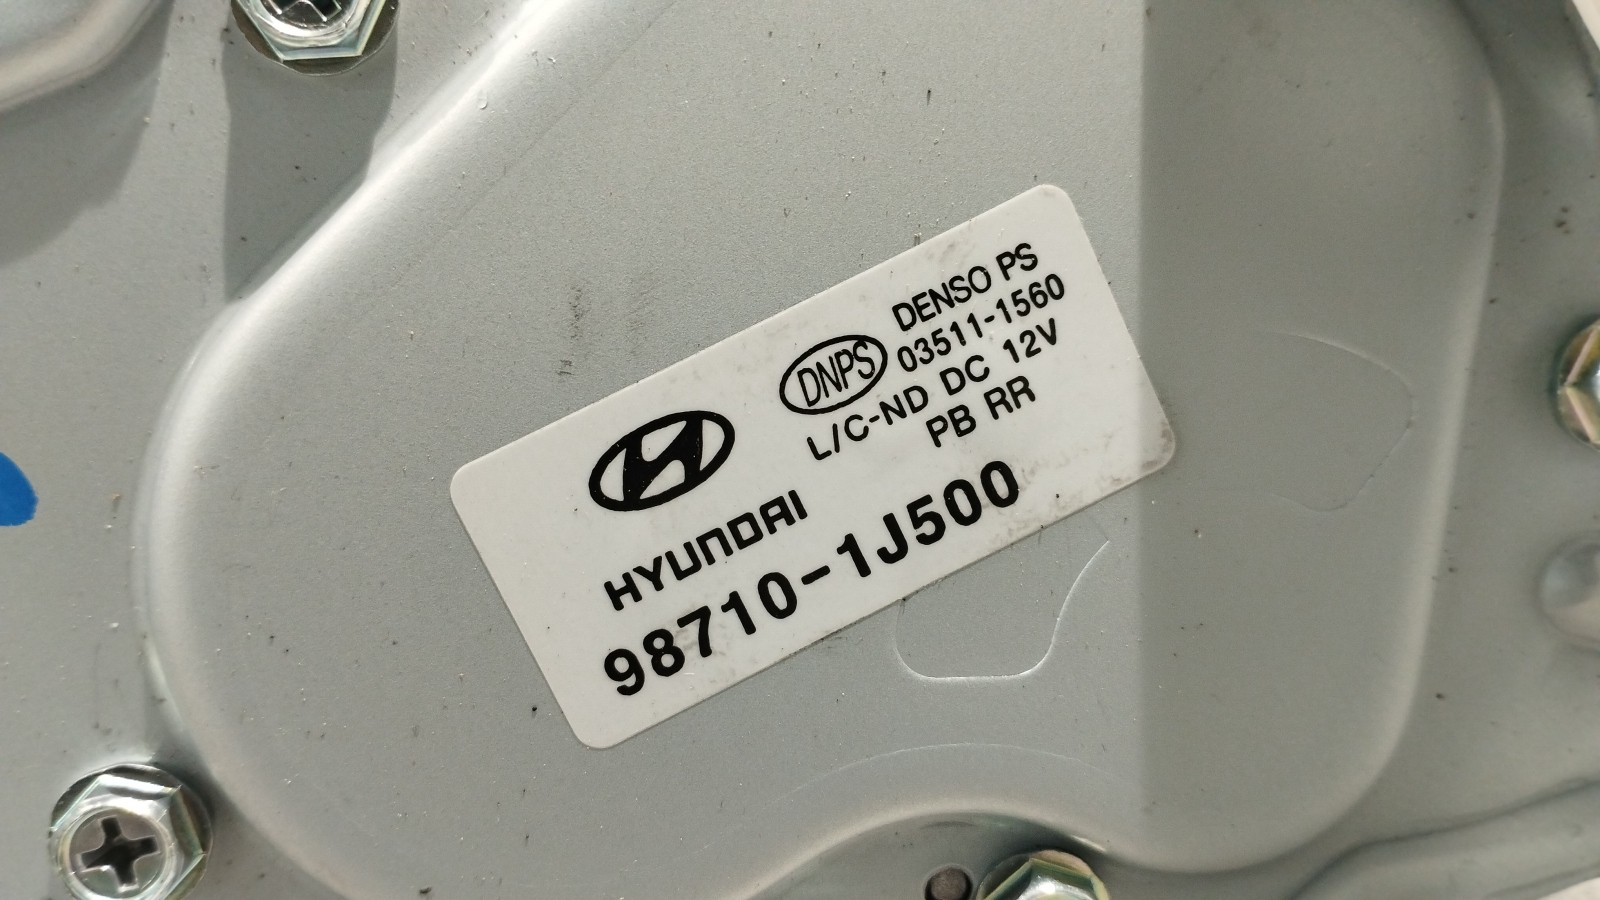 DENSO PS
DNPS 03511-1560
L/C-ND DC 12V
PB RR
HYUNDAI
98710-1J500